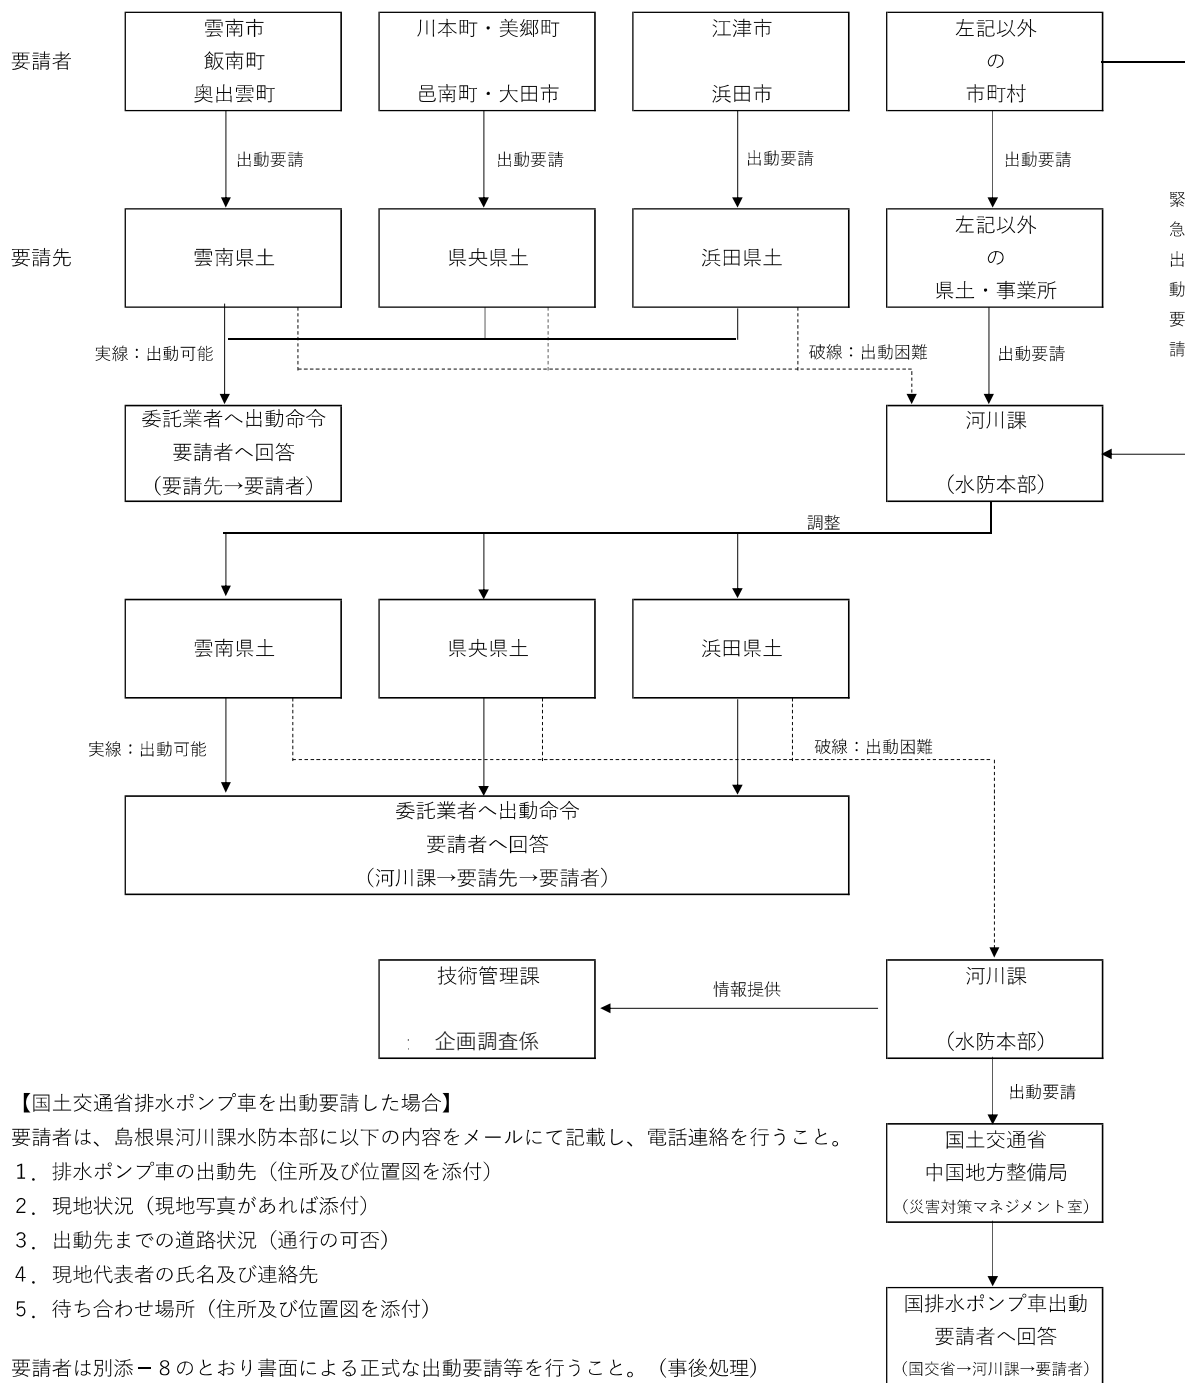 要請者
雲南市
飯南町
奥出雲町
川本町・美郷町
邑南町・大田市
江津市
浜田市
左記以外
の
市町村
出動要請
出動要請
出動要請
出動要請
緊
急
出
動
要
請
要請先
雲南県土
県央県土
浜田県土
左記以外
の
県土・事業所
実線：出動可能
破線：出動困難
出動要請
委託業者へ出動命令
要請者へ回答
（要請先→要請者）
河川課
（水防本部）
調整
雲南県土
県央県土
浜田県土
実線：出動可能
破線：出動困難
委託業者へ出動命令
要請者へ回答
（河川課→要請先→要請者）
技術管理課
企画調査係
情報提供
河川課
（水防本部）
出動要請
国土交通省
中国地方整備局
（災害対策マネジメント室）
国排水ポンプ車出動
要請者へ回答
（国交省→河川課→要請者）
【国土交通省排水ポンプ車を出動要請した場合】
要請者は、島根県河川課水防本部に以下の内容をメールにて記載し、電話連絡を行うこと。
１．排水ポンプ車の出動先（住所及び位置図を添付）
２．現地状況（現地写真があれば添付）
３．出動先までの道路状況（通行の可否）
４．現地代表者の氏名及び連絡先
５．待ち合わせ場所（住所及び位置図を添付）
要請者は別添－８のとおり書面による正式な出動要請等を行うこと。（事後処理）